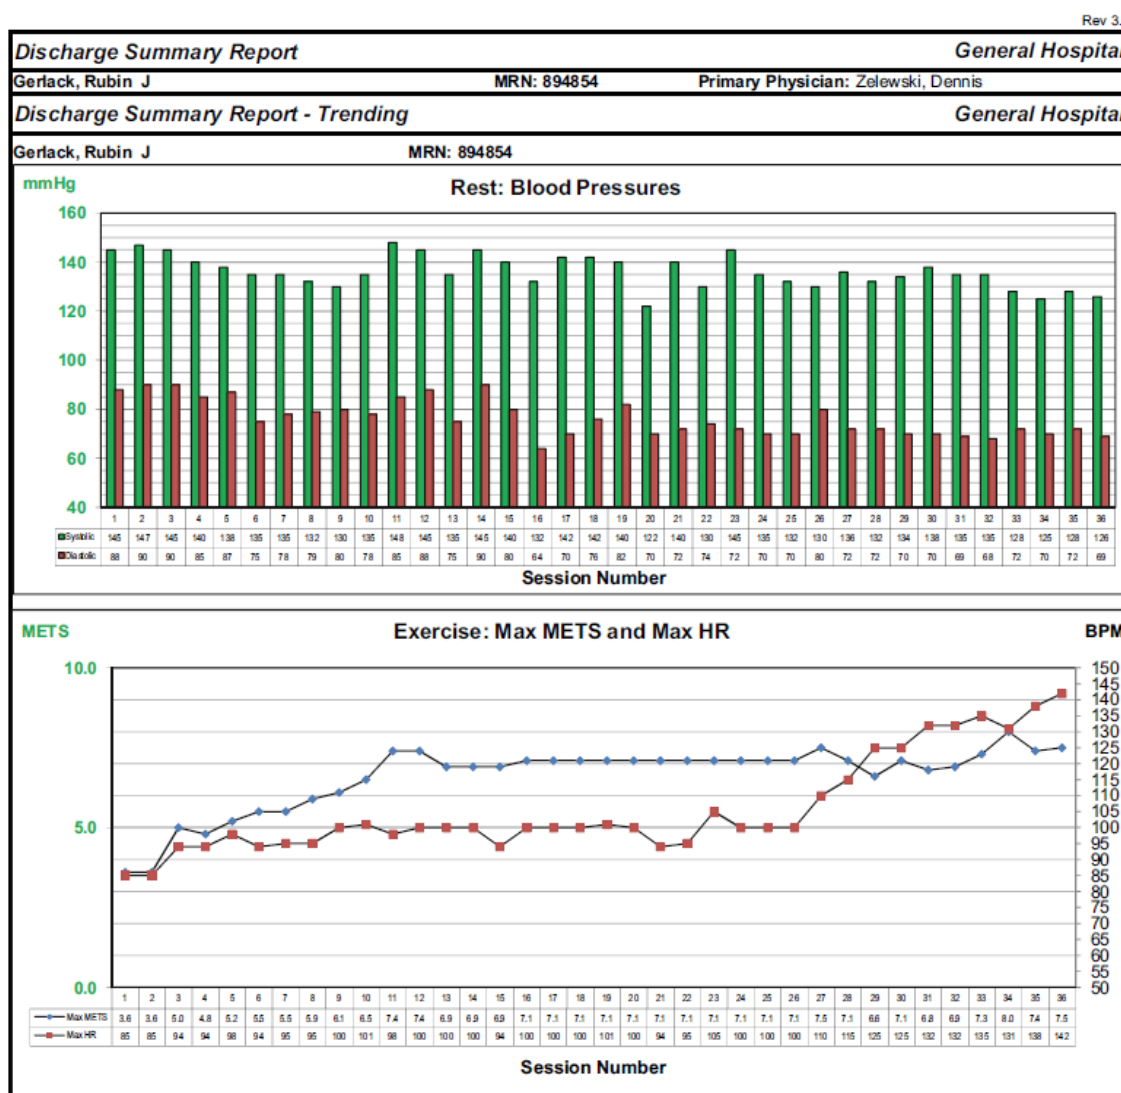 Rev 3.
Discharge Summary Report General Hospital
Gerlack, Rubin J MRN: 894854 Primary Physician: Zelewski, Dennis
Discharge Summary Report - Trending General Hospital
Gerlack, Rubin J MRN: 894854
mmHg Rest: Blood Pressures
160
140
120
100
80
60
40
1 2 3 4 5 6 7 8 9 10 11 12 13 14 15 16 17 18 19 20 21 22 23 24 25 26 27 28 29 30 31 32 33 34 35 36
Systolic 145 147 145 140 138 135 135 132 130 135 148 145 135 145 140 132 142 142 140 122 140 130 145 135 132 130 136 132 134 138 135 135 128 125 128 126
Diastolic 88 90 90 85 87 75 78 79 80 78 85 88 75 90 80 64 70 76 82 70 72 74 72 70 70 80 72 72 70 70 69 68 72 70 72 69
Session Number
METS Exercise: Max METS and Max HR BPM
10.0 150
145
140
135
130
125
120
115
110
105
5.0 100
95
90
85
80
75
70
65
60
55
0.0 50
1 2 3 4 5 6 7 8 9 10 11 12 13 14 15 16 17 18 19 20 21 22 23 24 25 26 27 28 29 30 31 32 33 34 35 36
Max METS 3.6 3.6 5.0 4.8 5.2 5.5 5.5 5.9 6.1 6.5 7.4 7.4 6.9 6.9 6.9 7.1 7.1 7.1 7.1 7.1 7.1 7.1 7.1 7.1 7.1 7.1 7.5 7.1 6.6 7.1 6.8 6.9 7.3 8.0 7.4 7.5
Max HR 85 85 94 94 98 94 95 95 100 101 98 100 100 100 94 100 100 100 101 100 94 95 105 100 100 100 110 115 125 125 132 132 135 131 138 142
Session Number